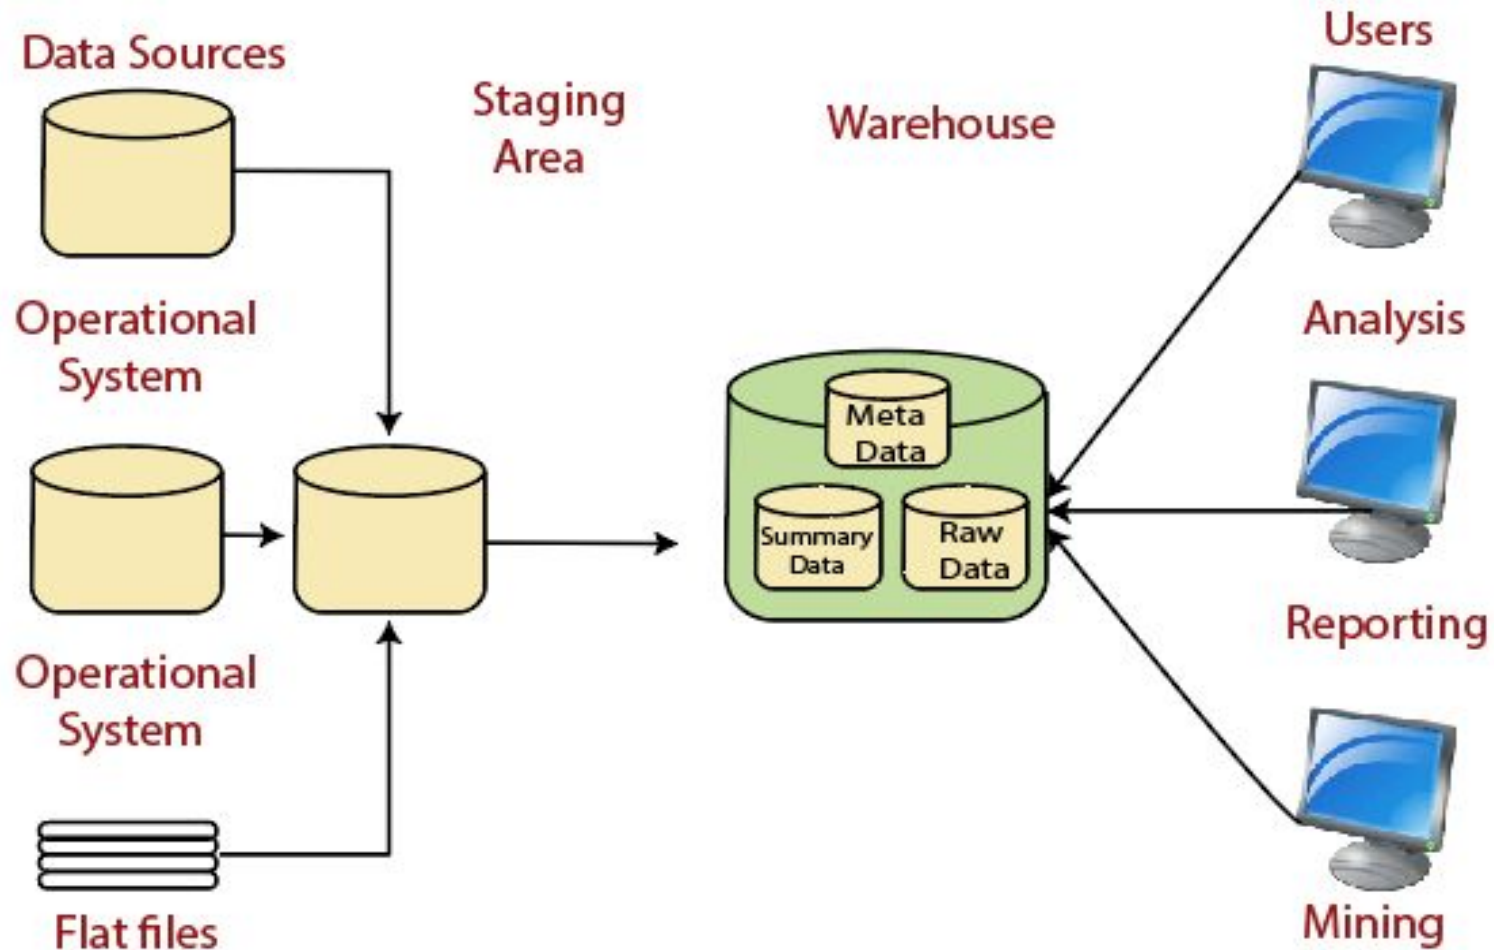 Data Sources
Operational
System
Operational
System
Flat files
Staging
Area
Warehouse
Meta
Data
Summary
Data
Raw
Data
Users
Analysis
Reporting
Mining